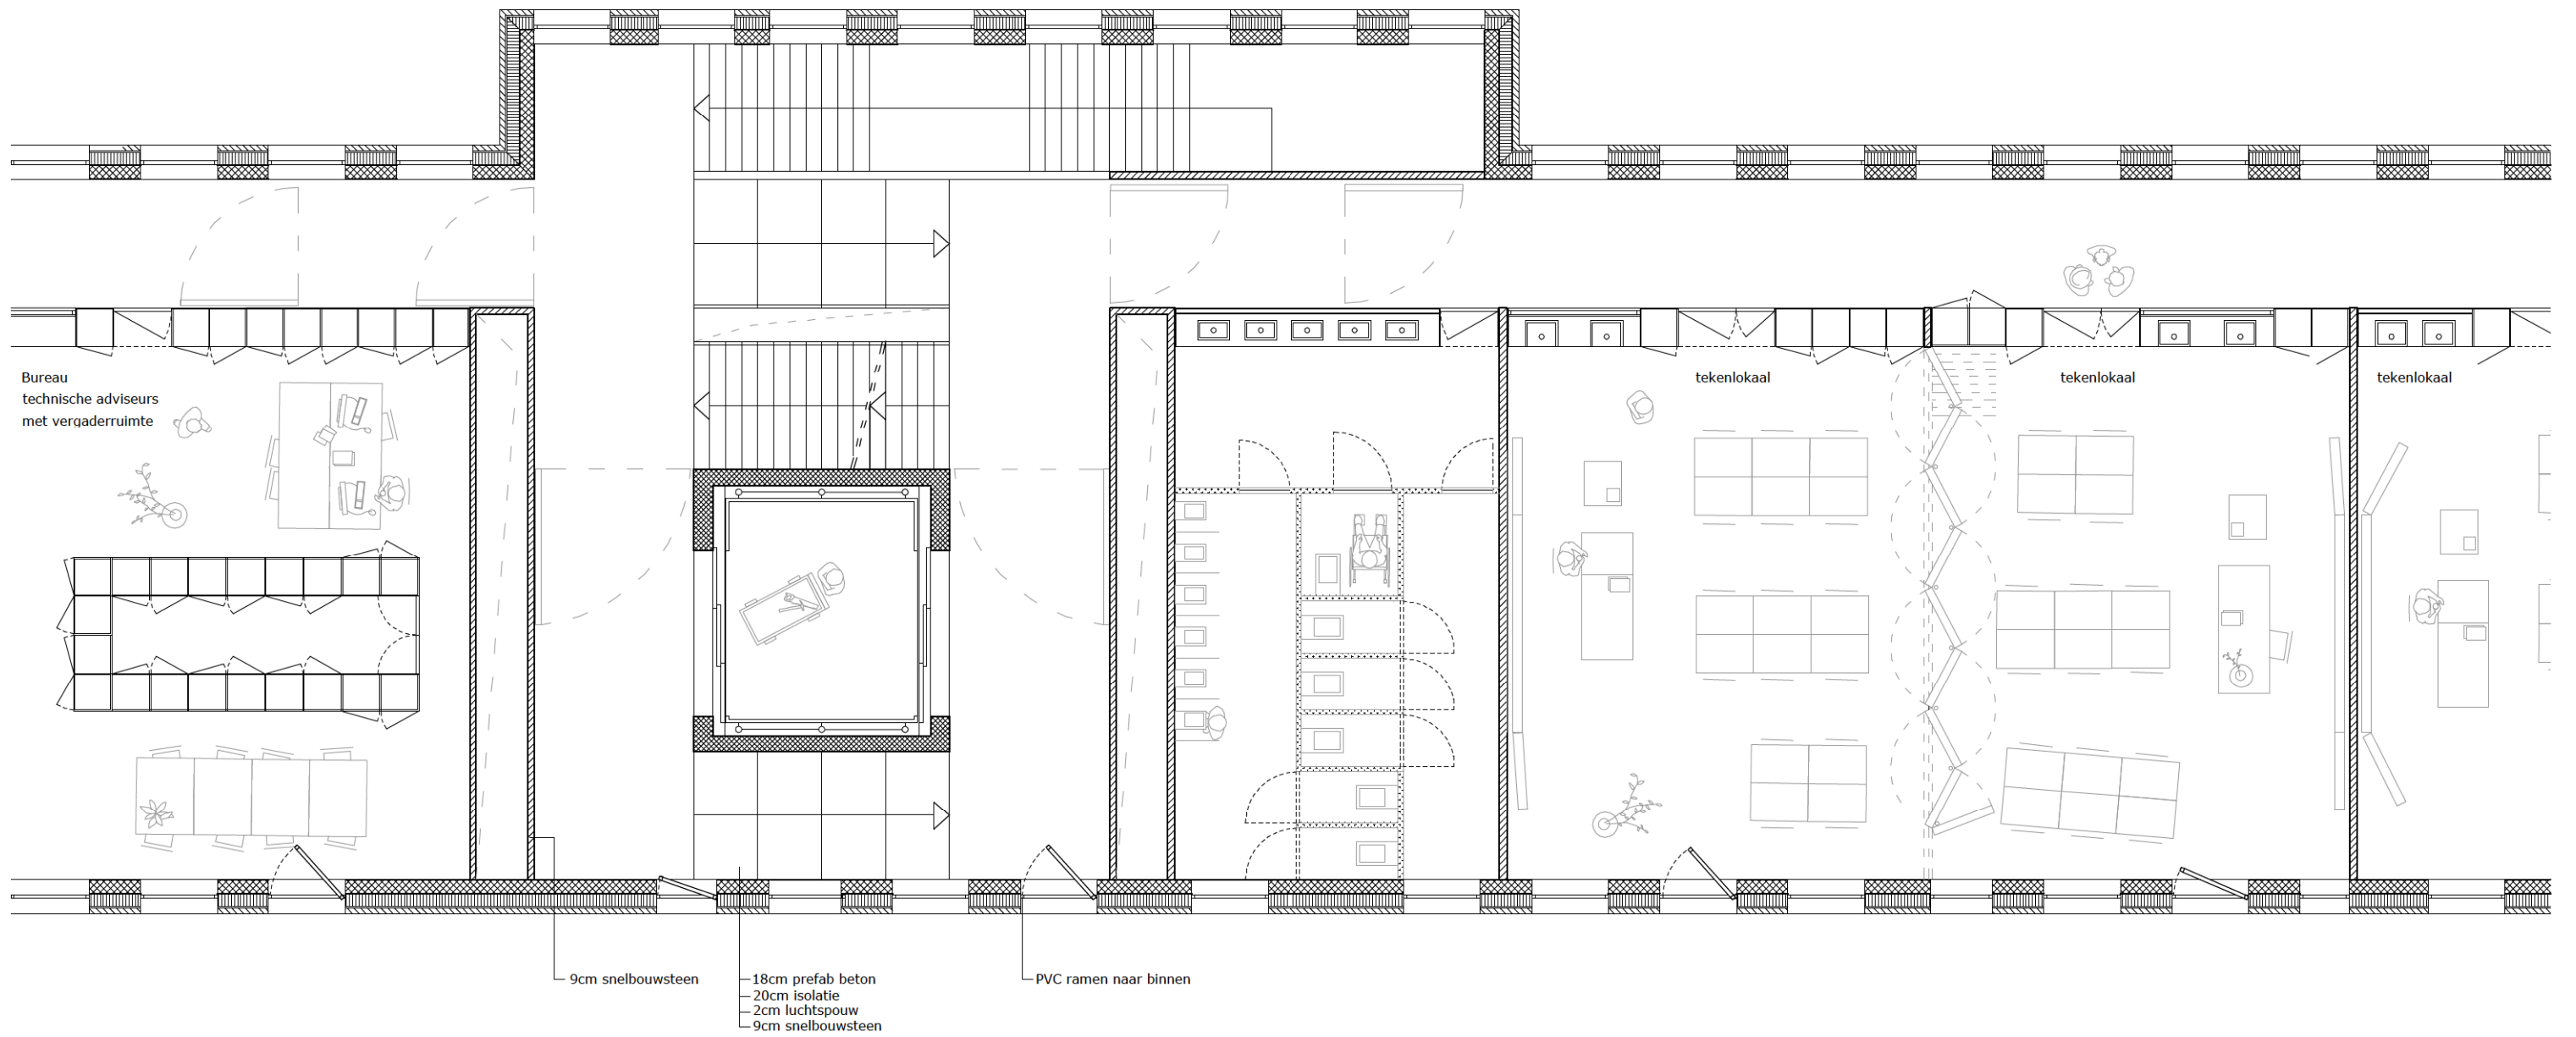 Bureau
technische adviseurs
met vergaderruimte
tekenlokaal
tekenlokaal
tekenlokaal
9cm snelbouwsteen
18cm prefab beton
20cm isolatie
2cm luchtspouw
9cm snelbouwsteen
PVC ramen naar binnen